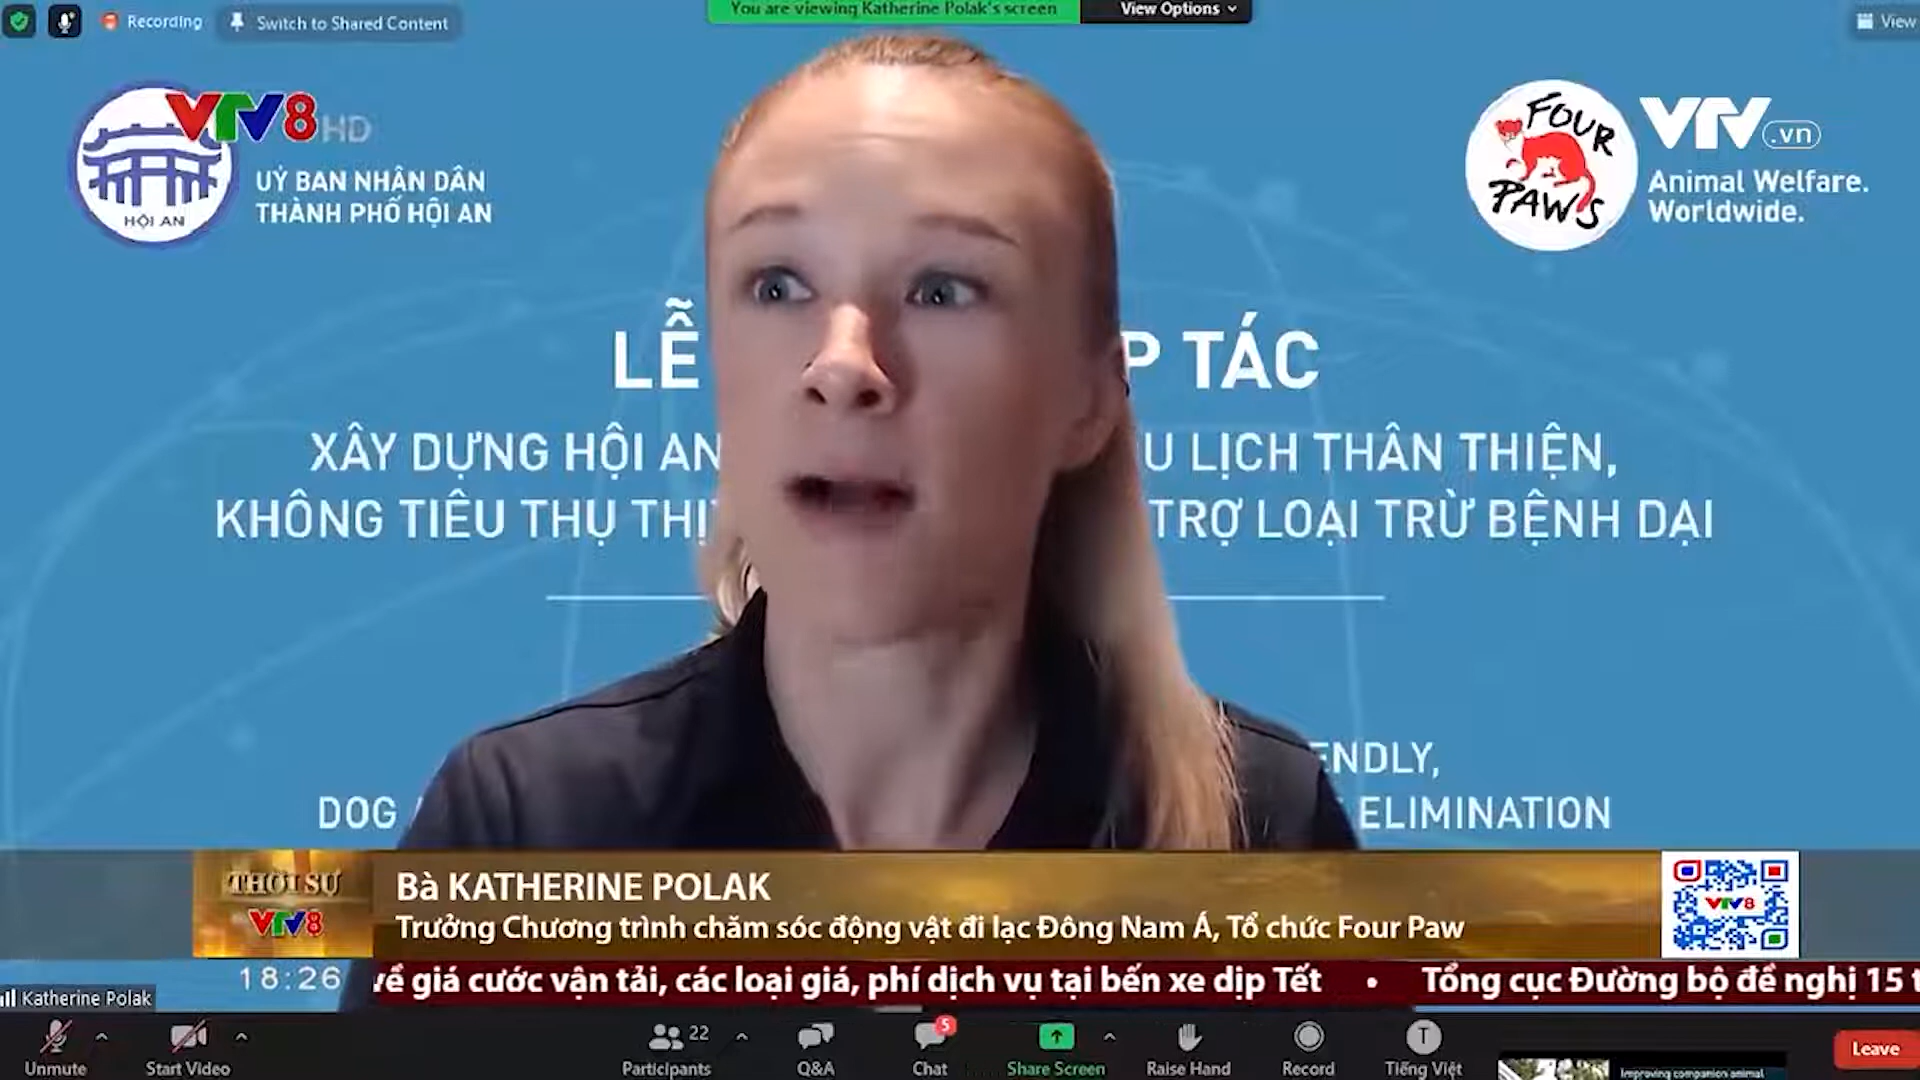 Recording
Switch to Shared Content
You are viewing Katherine Polak's screen
View Options
View
VTV8 HD
HỘI AN
UỶ BAN NHÂN DÂN
THÀNH PHỐ HỘI AN
FOUR
PAWS
VTV.vn
Animal Welfare.
Worldwide.
LỄ P TÁC
XÂY DỰNG HỘI AN U LỊCH THÂN THIỆN,
KHÔNG TIÊU THỤ THỊ TRỢ LOẠI TRỪ BỆNH DẠI
ENDLY,
DOG ELIMINATION
THỜI SỰ
VTV8
Bà KATHERINE POLAK
Trưởng Chương trình chăm sóc động vật đi lạc Đông Nam Á, Tổ chức Four Paw
VTV8
18:26
về giá cước vận tải, các loại giá, phí dịch vụ tại bến xe dịp Tết • Tổng cục Đường bộ đề nghị 15 t
Katherine Polak
Unmute
Start Video
22
Participants
Q&A
5
Chat
Share Screen
Raise Hand
Record
T
Tiếng Việt
Improving companion animal
Leave